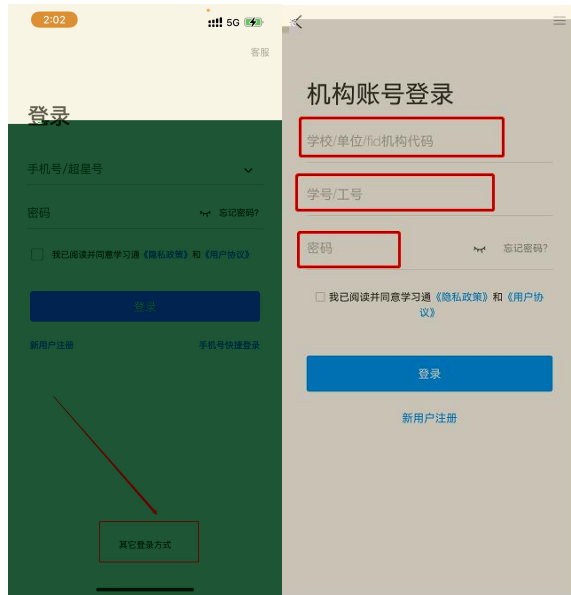 2:02
5G
客服
登录
手机号/超星号
密码
忘记密码?
我已阅读并同意学习通《隐私政策》和《用户协议》
登录
新用户注册
手机号快捷登录
其它登录方式
机构账号登录
学校/单位/fid机构代码
学号/工号
密码
忘记密码?
我已阅读并同意学习通《隐私政策》和《用户协
议》
登录
新用户注册